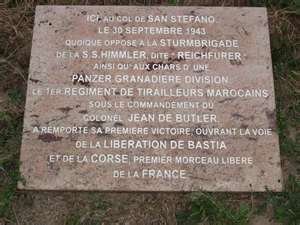 ICI, AU COL DE SAN STEFANO
LE 30 SEPTEMBRE 1943
QUOIQUE OPPOSE A LA STURMBRIGADE
DE LA S.S. HIMMLER, DITE "REICHFURER"
AINSI QU'AUX CHARS D' UNE
PANZER GRANADIERE DIVISION
LE 1ER REGIMENT DE TIRAILLEURS MAROCAINS
SOUS LE COMMANDEMENT DU
COLONEL JEAN DE BUTLER
A REMPORTE SA PREMIERE VICTOIRE, OUVRANT LA VOIE
DE LA LIBERATION DE BASTIA
ET DE LA CORSE, PREMIER MORCEAU LIBERE
DE LA FRANCE